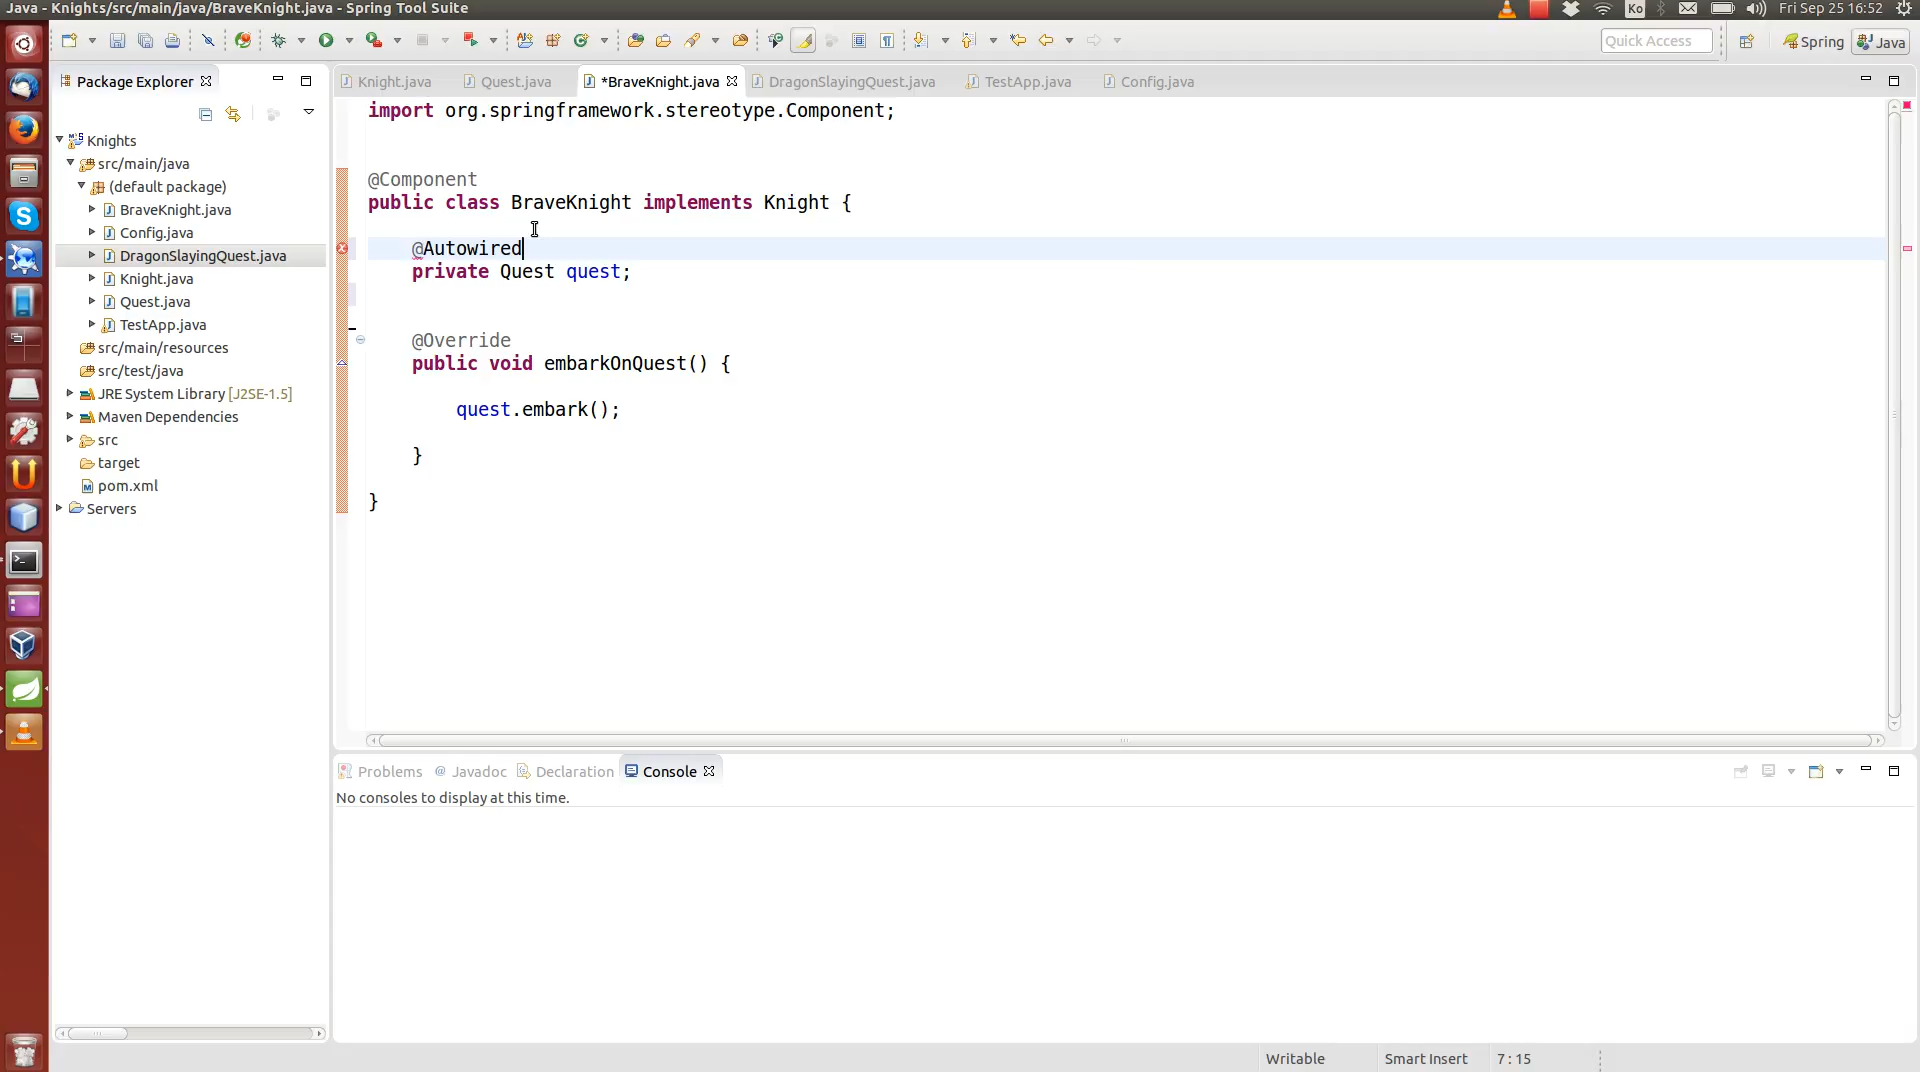 Java - Knights/src/main/java/BraveKnight.java - Spring Tool Suite
Ko
Fri Sep 25 16:52
Quick Access
Spring
Java
Package Explorer
Knight.java
Quest.java
*BraveKnight.java
DragonSlayingQuest.java
TestApp.java
Config.java
Knights
src/main/java
(default package)
BraveKnight.java
Config.java
DragonSlayingQuest.java
Knight.java
Quest.java
TestApp.java
src/main/resources
src/test/java
JRE System Library [J2SE-1.5]
Maven Dependencies
src
target
pom.xml
Servers
import org.springframework.stereotype.Component;
@Component
public class BraveKnight implements Knight {
@Autowired
private Quest quest;
@Override
public void embarkOnQuest() {
quest.embark();
}
}
Problems
@ Javadoc
Declaration
Console
No consoles to display at this time.
Writable
Smart Insert
7 : 15